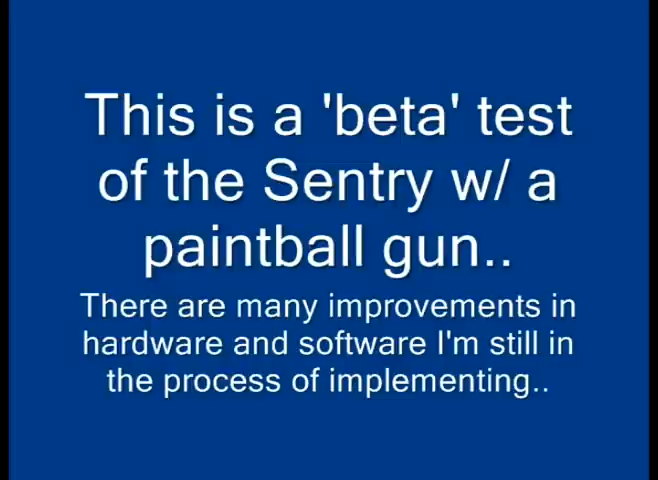 This is a 'beta' test
of the Sentry w/ a
paintball gun..
There are many improvements in
hardware and software I'm still in
the process of implementing..